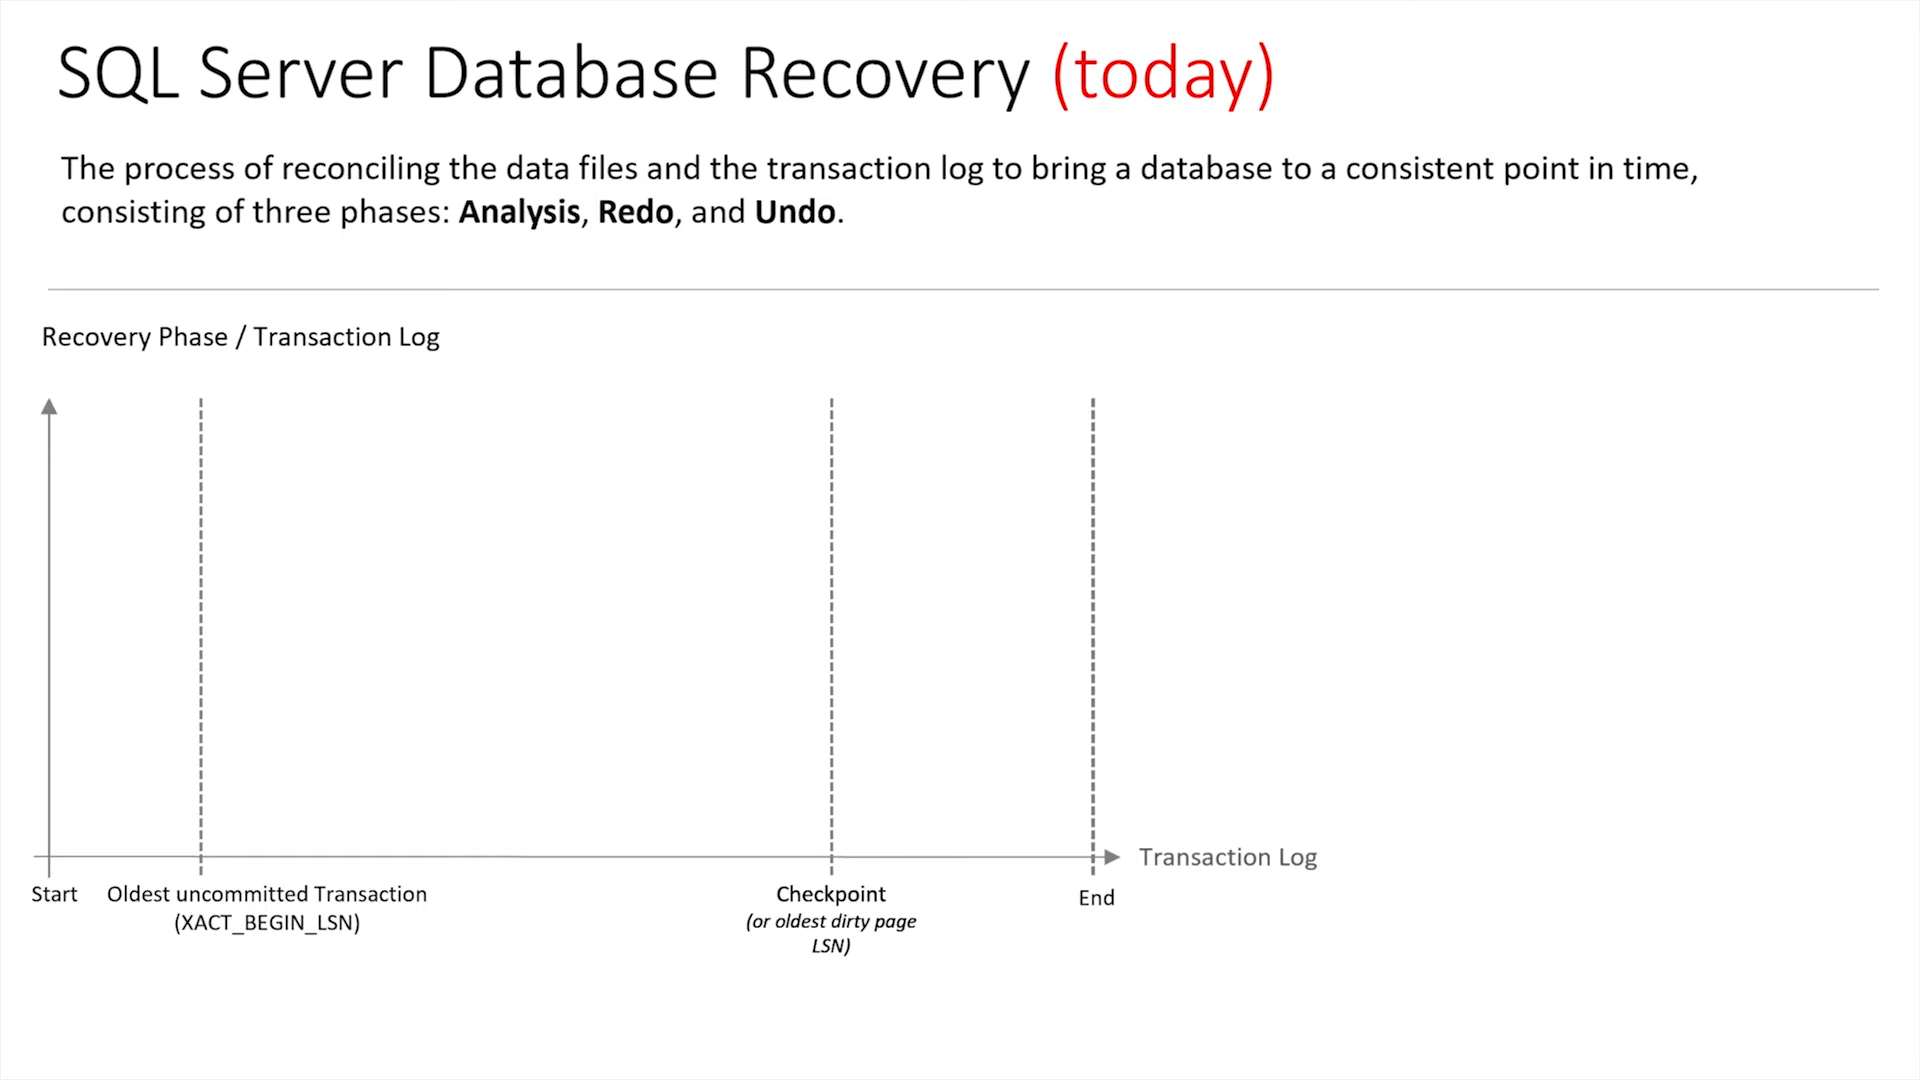 SQL Server Database Recovery (today)
The process of reconciling the data files and the transaction log to bring a database to a consistent point in time,
consisting of three phases: Analysis, Redo, and Undo.
Recovery Phase / Transaction Log
Transaction Log
Start
Oldest uncommitted Transaction
(XACT_BEGIN_LSN)
Checkpoint
(or oldest dirty page
LSN)
End